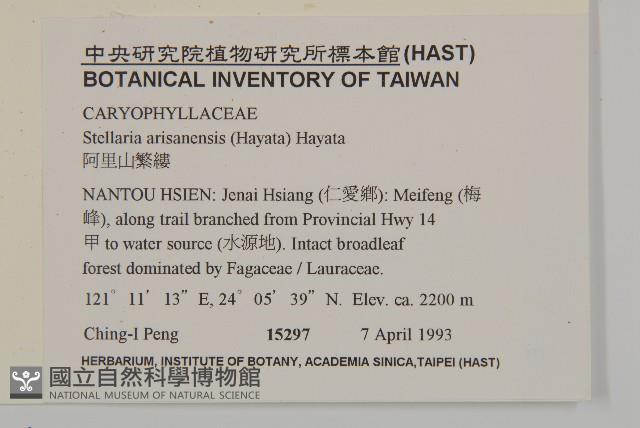 中央研究院植物研究所標本館(HAST)
BOTANICAL INVENTORY OF TAIWAN
CARYOPHYLLACEAE
Stellaria arisanensis (Hayata) Hayata
阿里山繁縷
NANTOU HSIEN: Jenai Hsiang (仁愛鄉): Meifeng (梅
峰), along trail branched from Provincial Hwy 14
甲 to water source (水源地). Intact broadleaf
forest dominated by Fagaceae / Lauraceae.
121° 11’ 13” E, 24° 05’ 39” N. Elev. ca. 2200 m
Ching-I Peng 15297 7 April 1993
HERBARIUM, INSTITUTE OF BOTANY, ACADEMIA SINICA,TAIPEI (HAST)
國立自然科學博物館
NATIONAL MUSEUM OF NATURAL SCIENCE